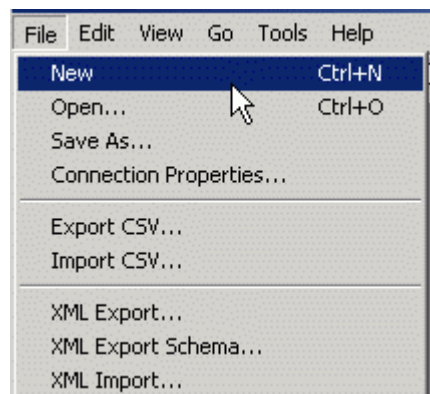 File Edit View Go Tools Help
New Ctrl+N
Open... Ctrl+O
Save As...
Connection Properties...
Export CSV...
Import CSV...
XML Export...
XML Export Schema...
XML Import...